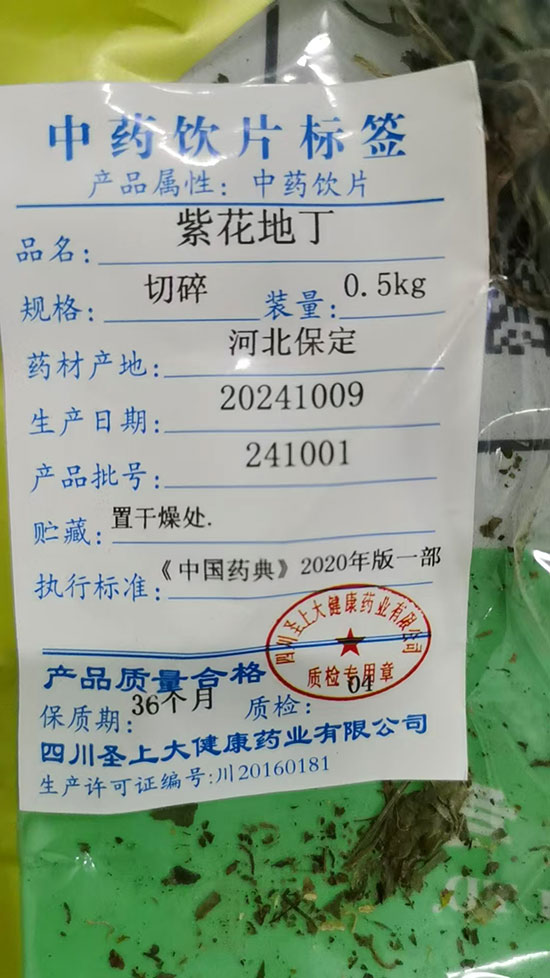 中药饮片标签
产品属性：中药饮片
品名：紫花地丁
规格：切碎 装量：0.5kg
药材产地：河北保定
生产日期：20241009
产品批号：241001
贮藏：置干燥处.
执行标准：《中国药典》2020年版一部
四川圣上大健康药业有限公司
质检专用章
产品质量合格
保质期：36个月 质检：04
四川圣上大健康药业有限公司
生产许可证编号:川20160181